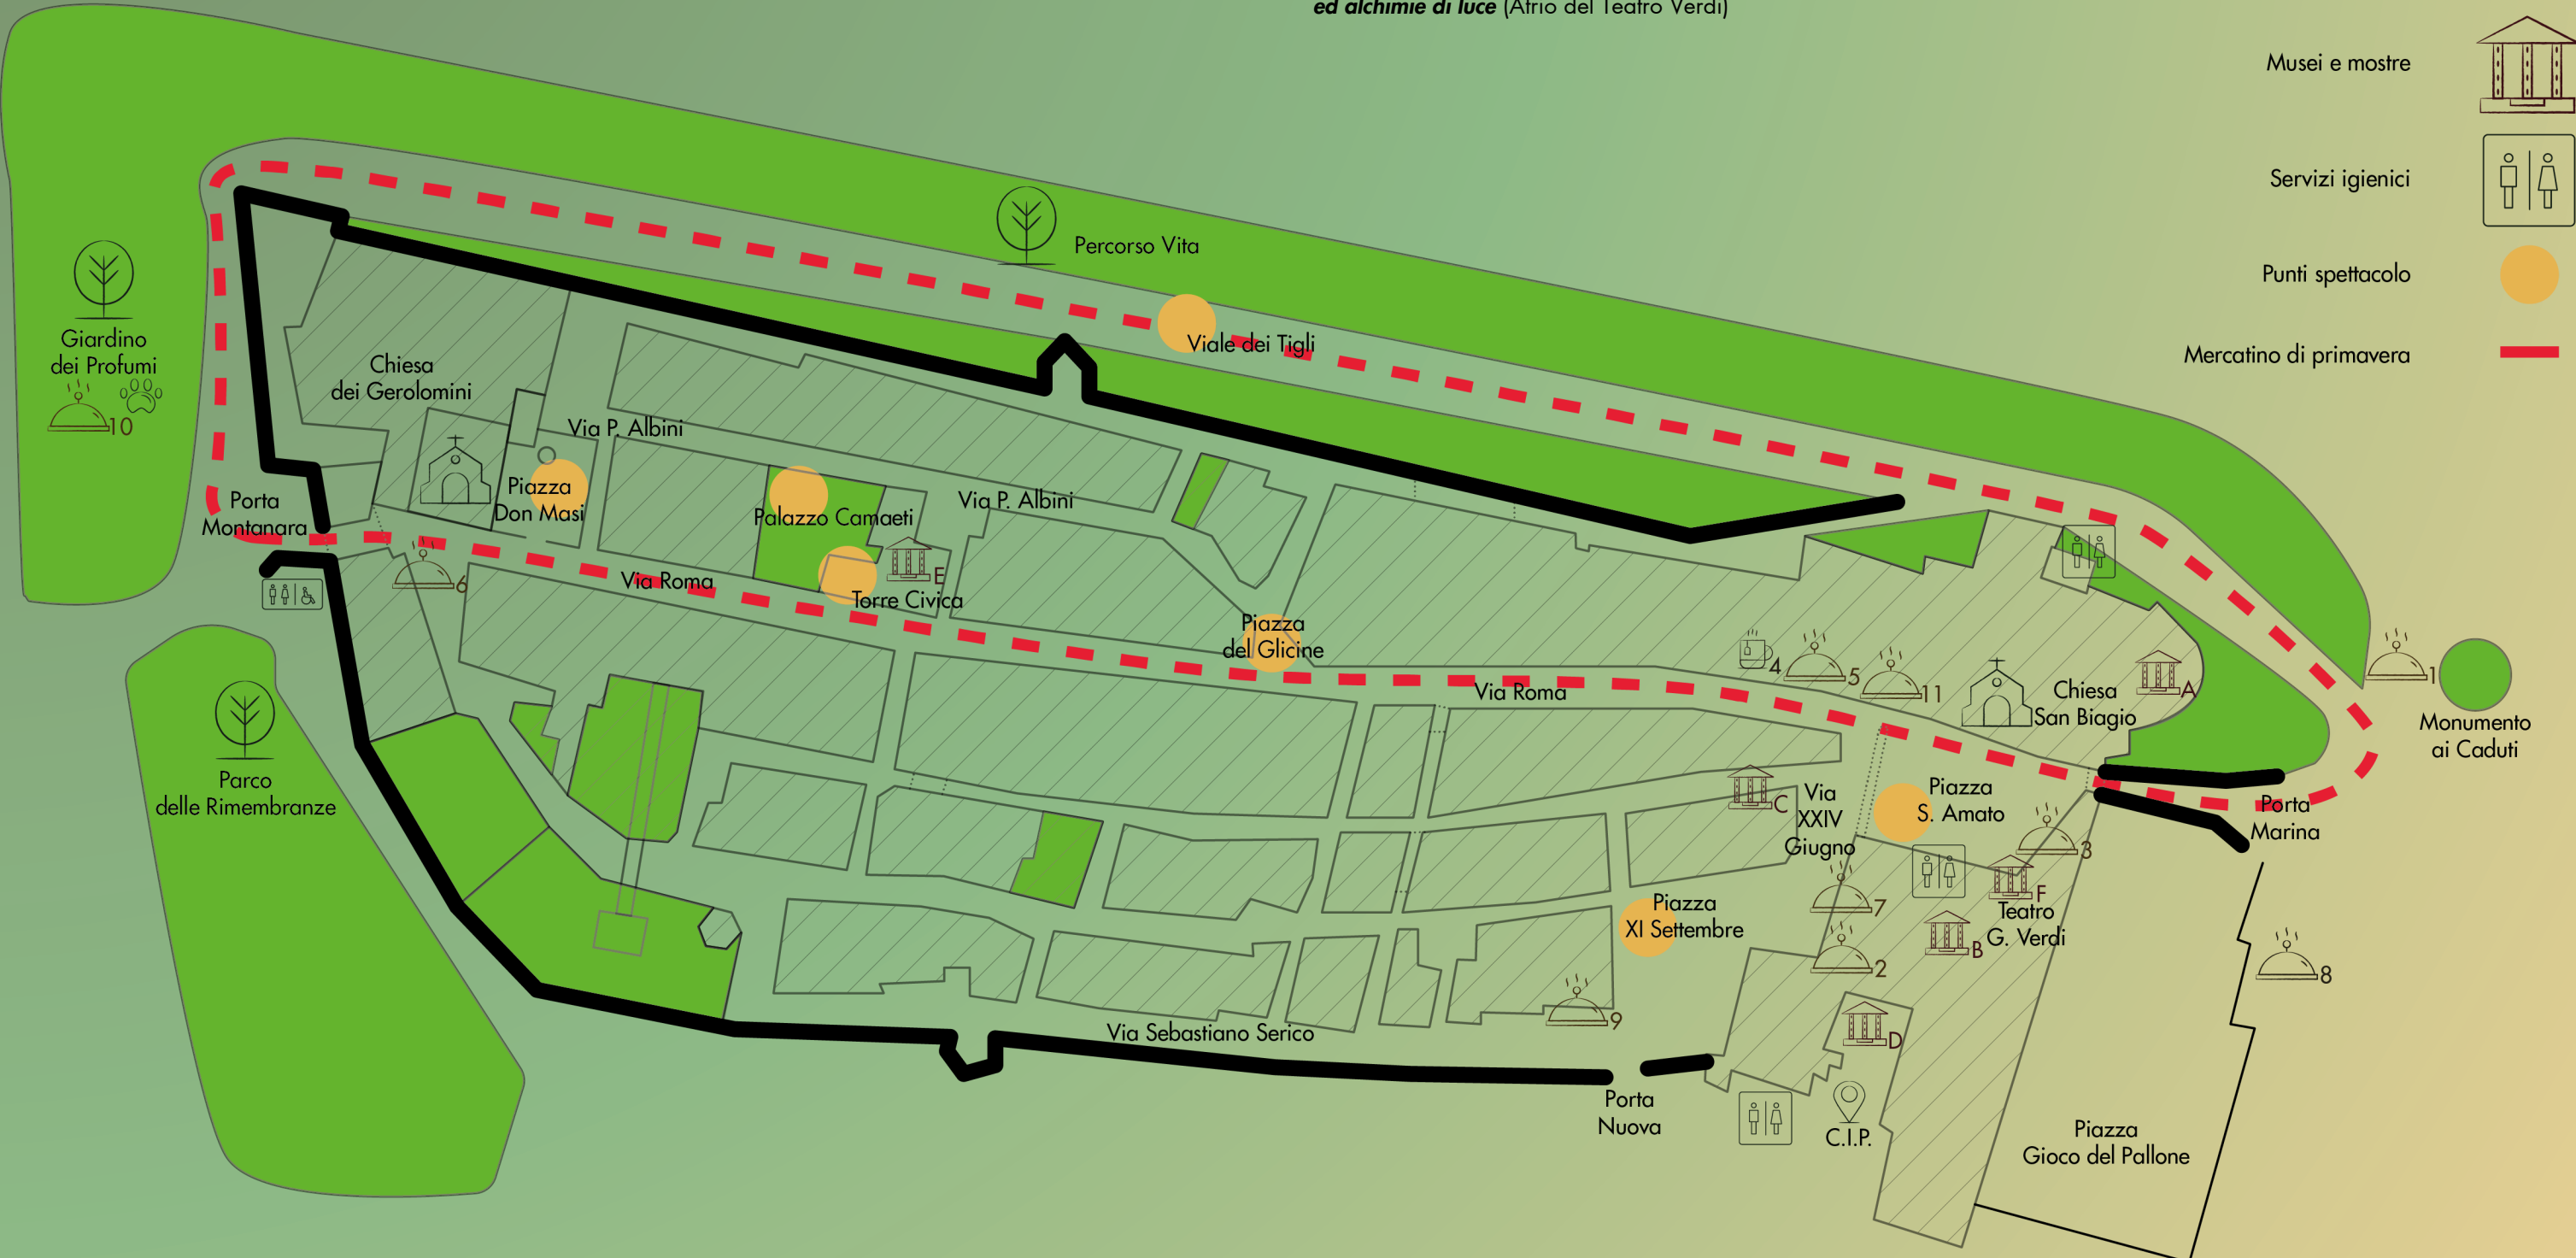 ed alchimie di luce (Atrio del Teatro Verdi)
Musei e mostre
Servizi igienici
Punti spettacolo
Mercatino di primavera
Percorso Vita
Giardino
dei Profumi
10
Viale dei Tigli
Chiesa
dei Gerolomini
Via P. Albini
Piazza
Don Masi
Porta
Montanara
Palazzo Camaeti
Via P. Albini
6
Via Roma
E
Torre Civica
Piazza
del Glicine
Via Roma
4
5
11
Chiesa
San Biagio
A
1
Monumento
ai Caduti
Parco
delle Rimembranze
C
Via
XXIV
Giugno
Piazza
S. Amato
Porta
Marina
3
7
F
Teatro
G. Verdi
B
Piazza
XI Settembre
2
8
9
D
Via Sebastiano Serico
Porta
Nuova
C.I.P.
Piazza
Gioco del Pallone